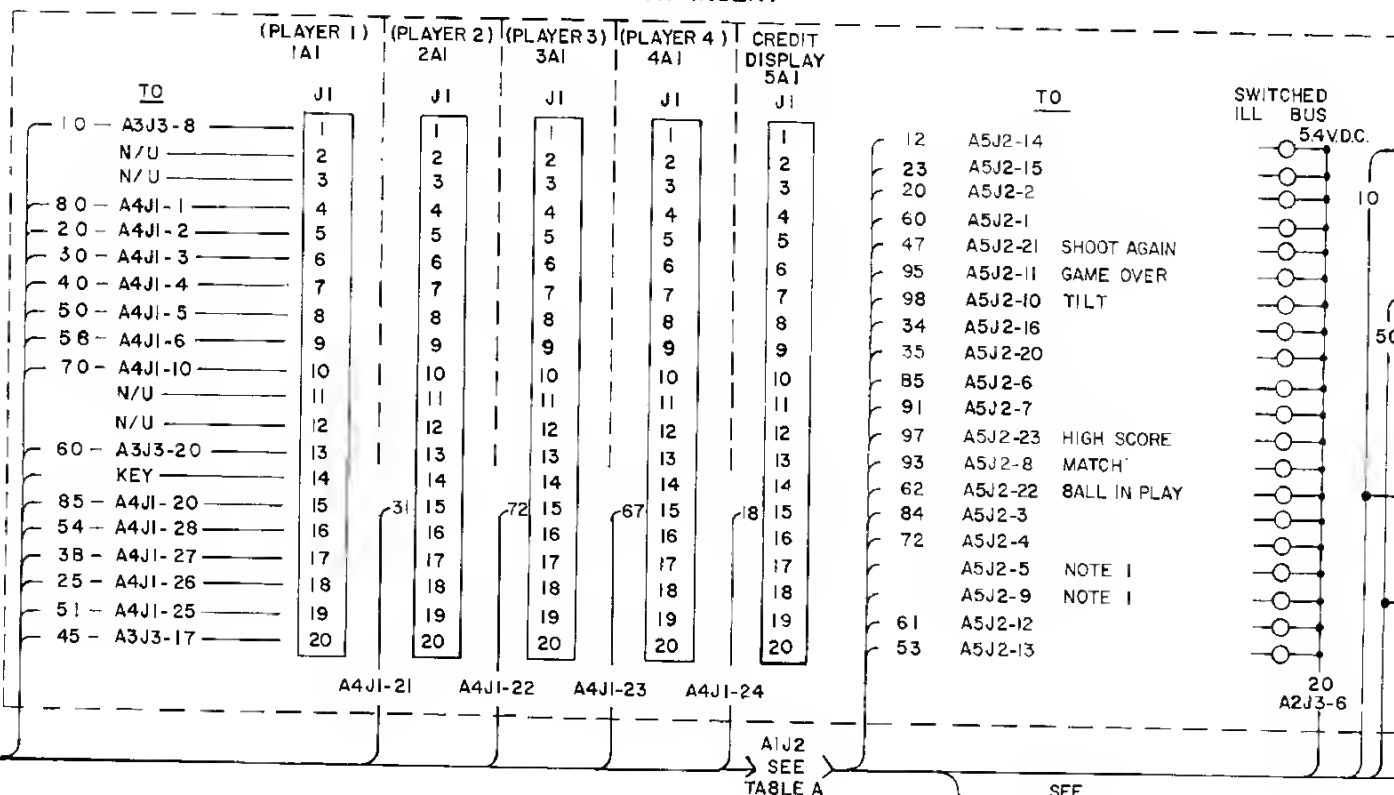 (PLAYER 1) (PLAYER 2) (PLAYER 3) (PLAYER 4) CREDIT
1A1 2A1 3A1 4A1 DISPLAY
5A1
TO J1 J1 J1 J1 J1
10 - A3J3-8 1 1 1 1 1
N/U 2 2 2 2 2
N/U 3 3 3 3 3
80 - A4J1-1 4 4 4 4 4
20 - A4J1-2 5 5 5 5 5
30 - A4J1-3 6 6 6 6 6
40 - A4J1-4 7 7 7 7 7
50 - A4J1-5 8 8 8 8 8
58 - A4J1-6 9 9 9 9 9
70 - A4J1-10 10 10 10 10 10
N/U 11 11 11 11 11
N/U 12 12 12 12 12
60 - A3J3-20 13 13 13 13 13
KEY 14 14 14 14 14
85 - A4J1-20 15 31 15 72 15 67 15 18 15
54 - A4J1-28 16 16 16 16 16
38 - A4J1-27 17 17 17 17 17
25 - A4J1-26 18 18 18 18 18
51 - A4J1-25 19 19 19 19 19
45 - A3J3-17 20 20 20 20 20
A4J1-21 A4J1-22 A4J1-23 A4J1-24
TO SWITCHED
ILL BUS
5.4V.D.C.
12 A5J2-14
23 A5J2-15
20 A5J2-2
60 A5J2-1
47 A5J2-21 SHOOT AGAIN
95 A5J2-11 GAME OVER
98 A5J2-10 TILT
34 A5J2-16
35 A5J2-20
85 A5J2-6
91 A5J2-7
97 A5J2-23 HIGH SCORE
93 A5J2-8 MATCH
62 A5J2-22 BALL IN PLAY
84 A5J2-3
72 A5J2-4
A5J2-5 NOTE 1
A5J2-9 NOTE 1
61 A5J2-12
53 A5J2-13
20
A2J3-6
10
50
A1J2
SEE
TABLE A
SEE